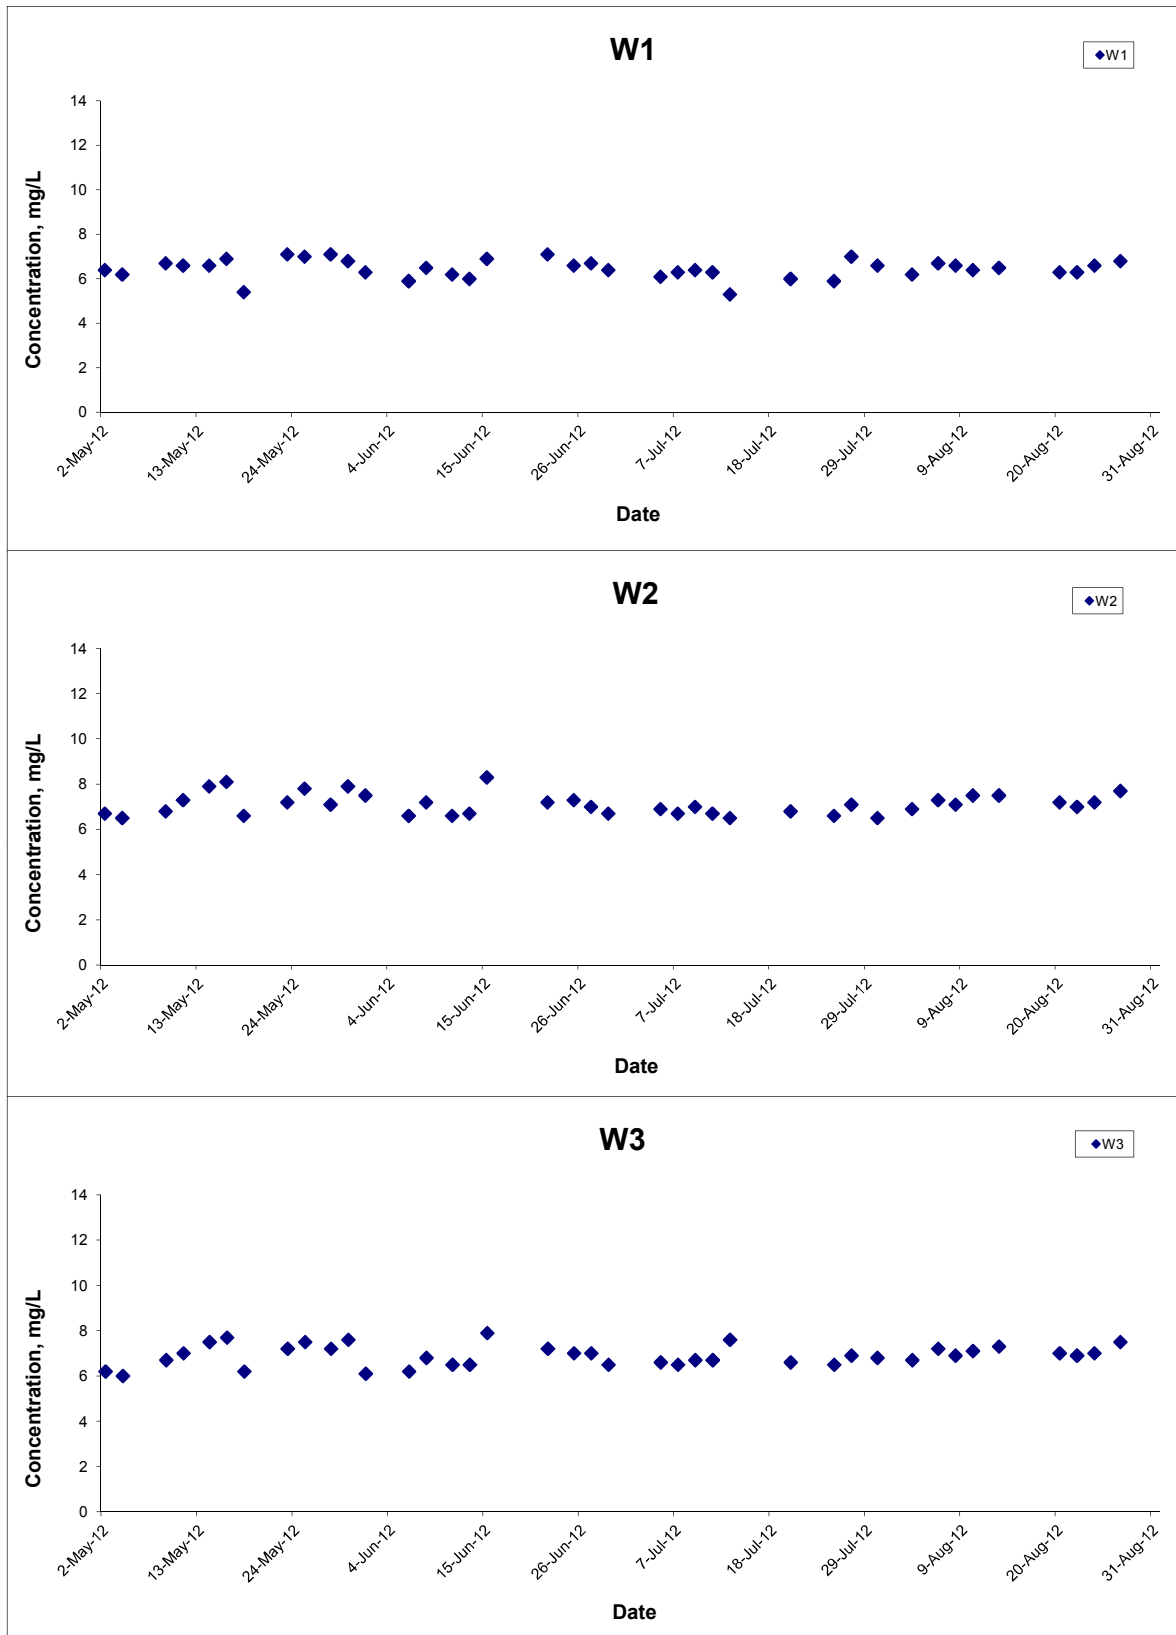 W1
W1
14
12
10
8
6
4
2
0
Concentration, mg/L
2-May-12
13-May-12
24-May-12
4-Jun-12
15-Jun-12
26-Jun-12
7-Jul-12
18-Jul-12
29-Jul-12
9-Aug-12
20-Aug-12
31-Aug-12
Date
W2
W2
14
12
10
8
6
4
2
0
Concentration, mg/L
2-May-12
13-May-12
24-May-12
4-Jun-12
15-Jun-12
26-Jun-12
7-Jul-12
18-Jul-12
29-Jul-12
9-Aug-12
20-Aug-12
31-Aug-12
Date
W3
W3
14
12
10
8
6
4
2
0
Concentration, mg/L
2-May-12
13-May-12
24-May-12
4-Jun-12
15-Jun-12
26-Jun-12
7-Jul-12
18-Jul-12
29-Jul-12
9-Aug-12
20-Aug-12
31-Aug-12
Date